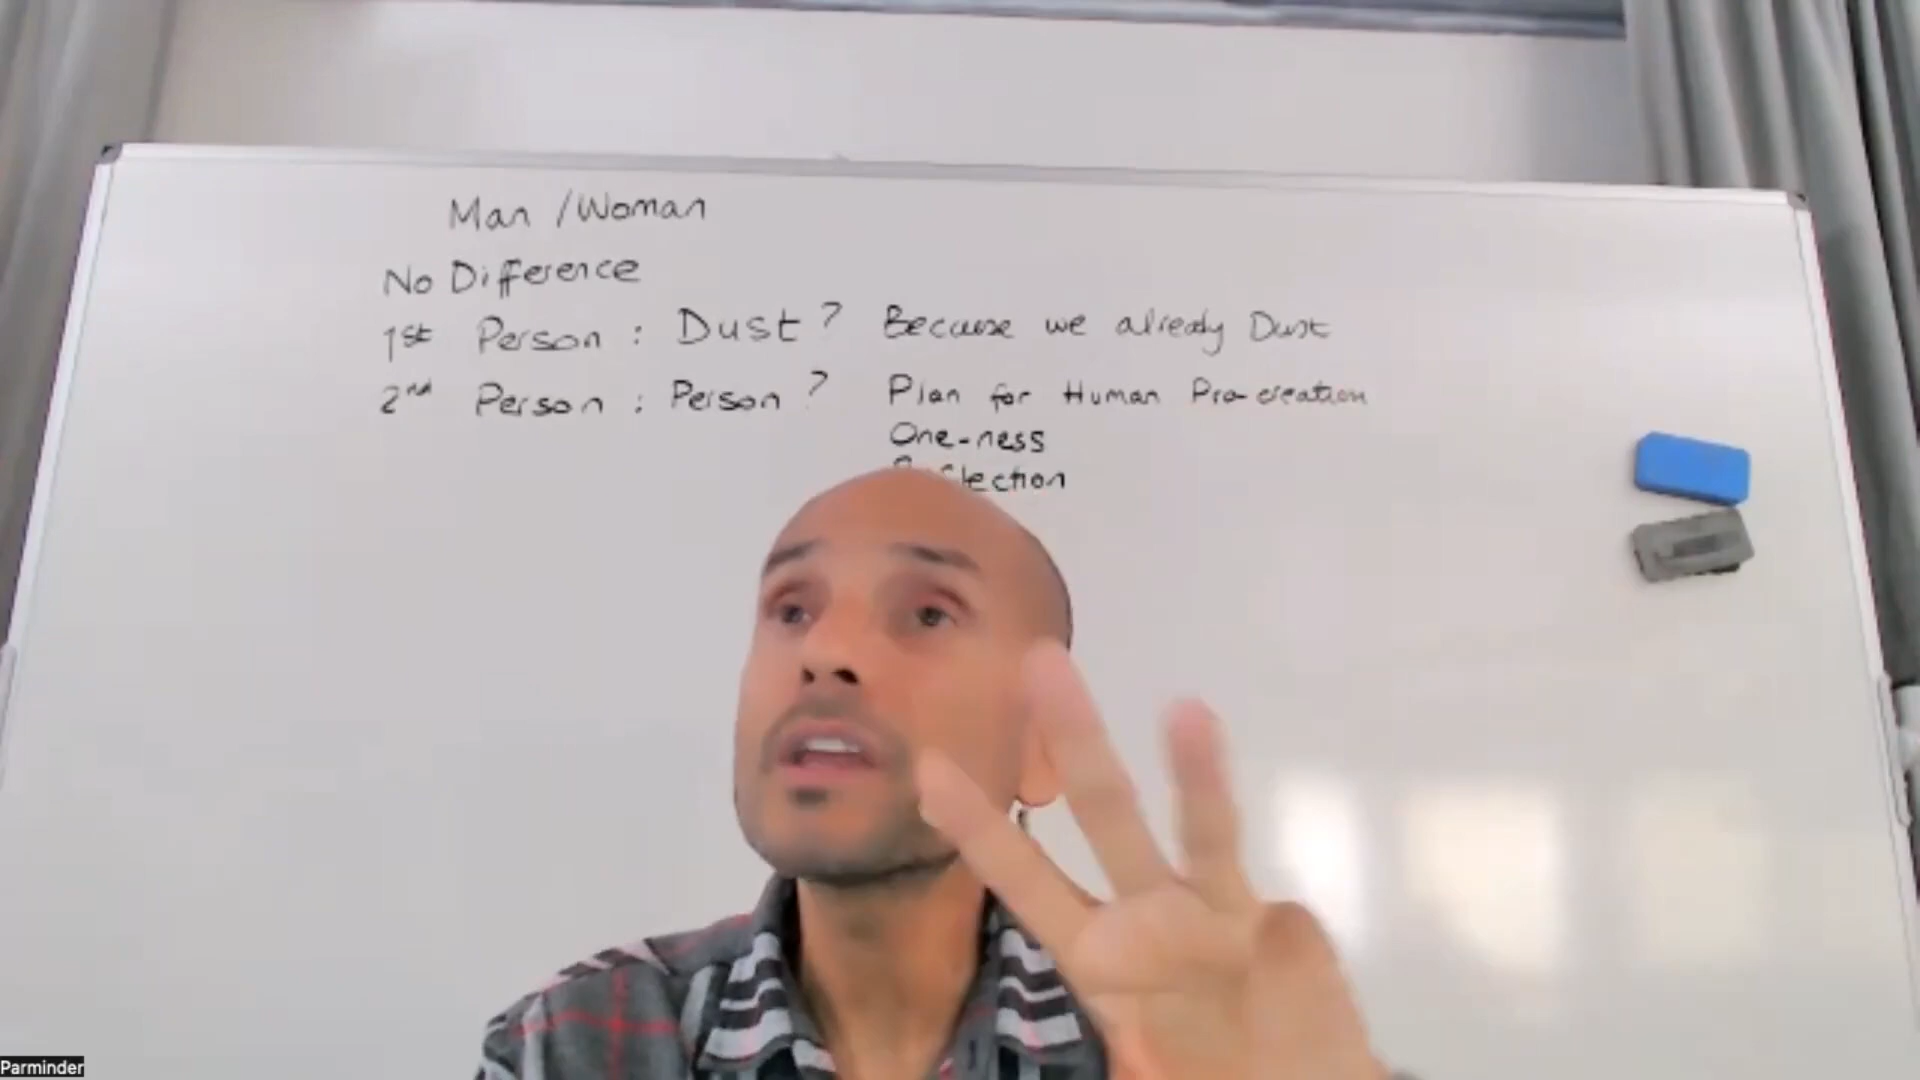 Man / Woman
No Difference
1st Person : Dust ? Because we already Dust
2nd Person : Person ? Plan for Human Pro-creation
One-ness
Parminder